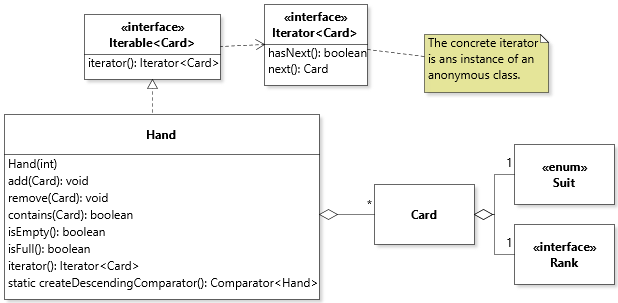 «interface»
Iterable<Card>
iterator(): Iterator<Card>
«interface»
Iterator<Card>
hasNext(): boolean
next(): Card
The concrete iterator
is ans instance of an
anonymous class.
Hand
Hand(int)
add(Card): void
remove(Card): void
contains(Card): boolean
isEmpty(): boolean
isFull(): boolean
iterator(): Iterator<Card>
static createDescendingComparator(): Comparator<Hand>
*
Card
1
«enum»
Suit
1
«interface»
Rank